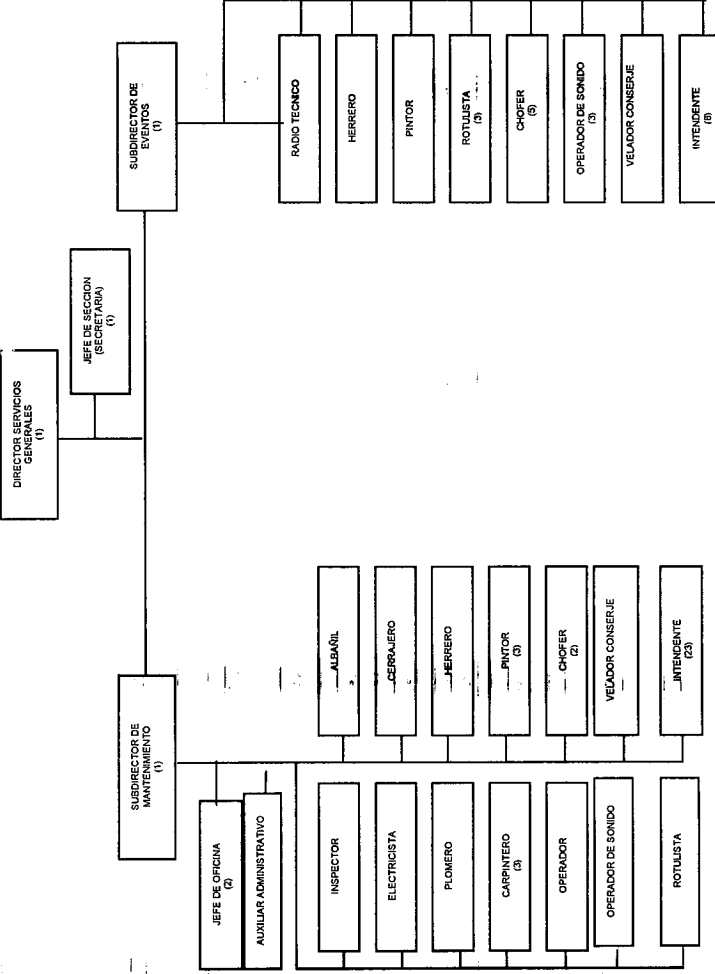 DIRECTOR SERVICIOS
GENERALES
(1)
JEFE DE SECCION
(SECRETARIA)
(1)
SUBDIRECTOR DE
MANTENIMIENTO
(1)
SUBDIRECTOR DE
EVENTOS
(1)
JEFE DE OFICINA
(2)
AUXILIAR ADMINISTRATIVO
INSPECTOR
ALBAÑIL
ELECTRICISTA
CERRAJERO
PLOMERO
HERRERO
CARPINTERO
(3)
PINTOR
(3)
OPERADOR
CHOFER
(2)
OPERADOR DE SONIDO
VELADOR CONSERJE
ROTULISTA
INTENDENTE
(23)
RADIO TECNICO
HERRERO
PINTOR
ROTULISTA
(3)
CHOFER
(5)
OPERADOR DE SONIDO
(3)
VELADOR CONSERJE
INTENDENTE